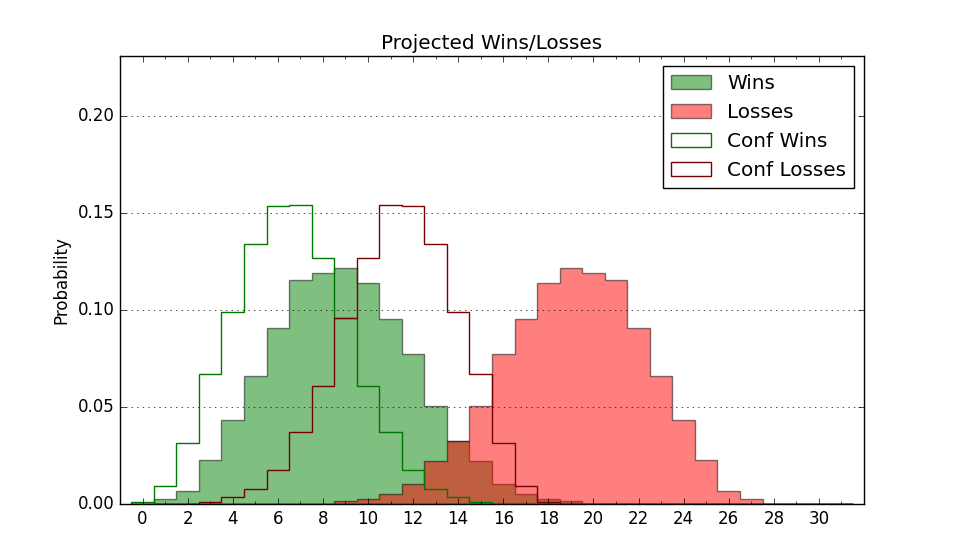 Projected Wins/Losses
Wins
Losses
Conf Wins
Conf Losses
Probability
0.20
0.15
0.10
0.05
0.00
0 2 4 6 8 10 12 14 16 18 20 22 24 26 28 30